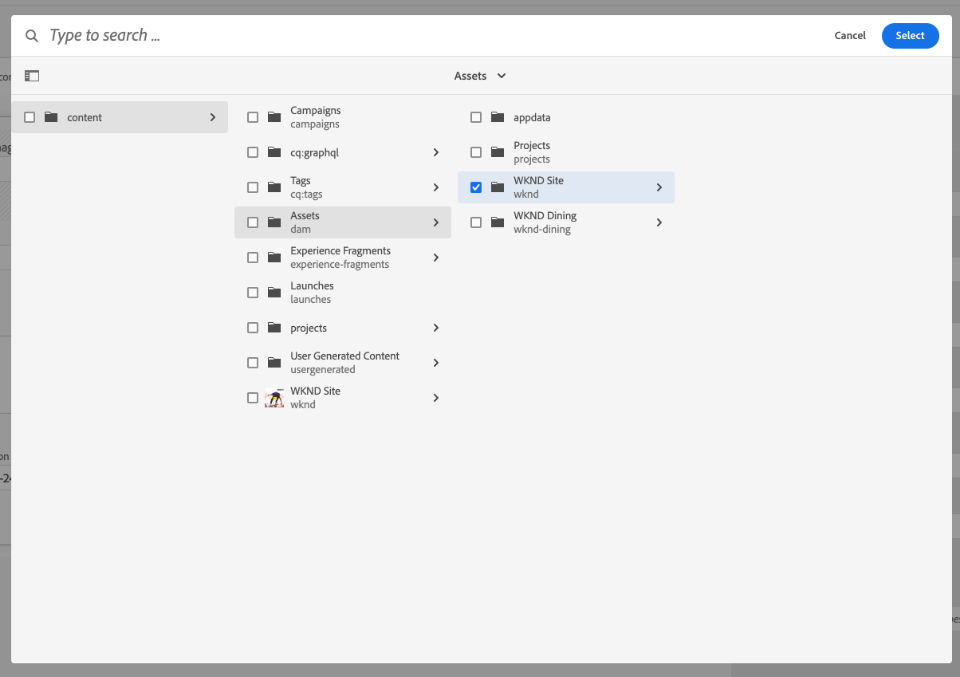 Type to search ...
Cancel
Select
Assets
content
Campaigns
campaigns
cq:graphql
Tags
cq:tags
Assets
dam
Experience Fragments
experience-fragments
Launches
launches
projects
User Generated Content
usergenerated
WKND Site
wknd
appdata
Projects
projects
WKND Site
wknd
WKND Dining
wknd-dining